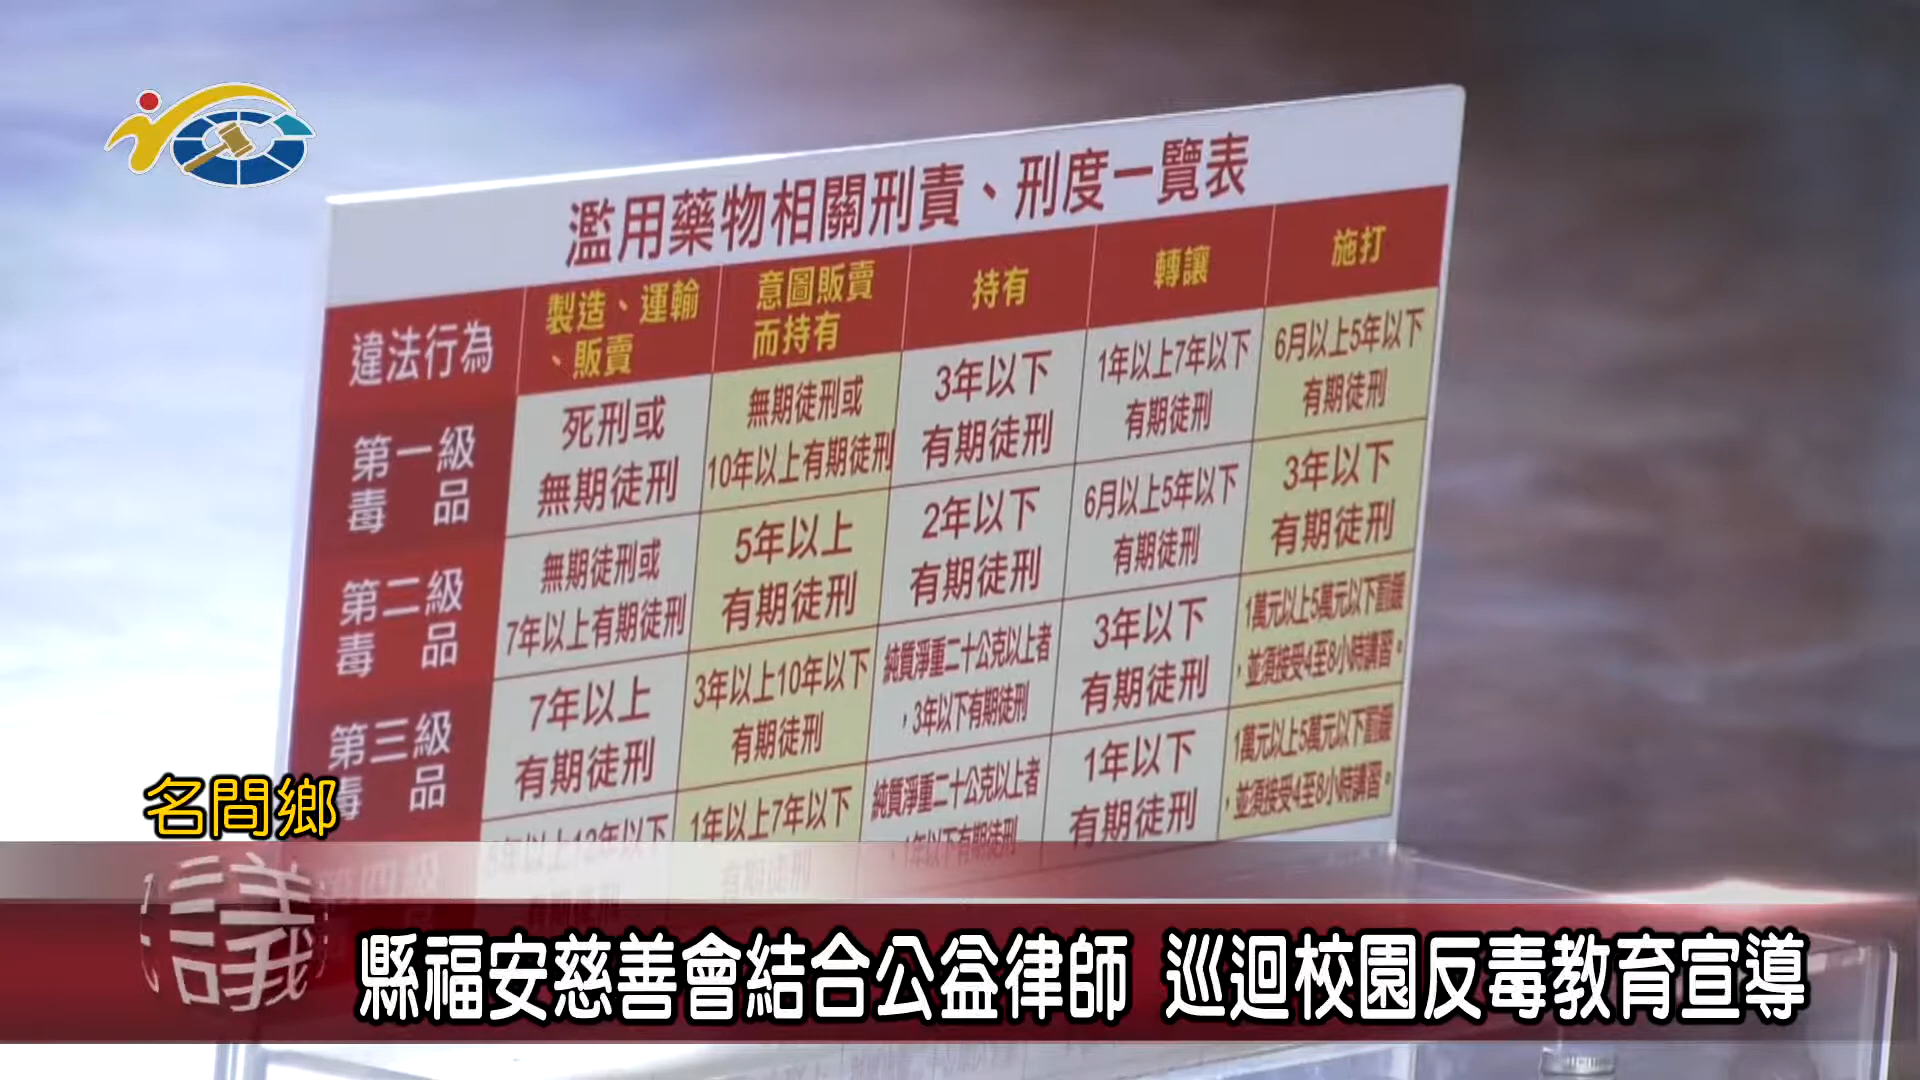 濫用藥物相關刑責、刑度一覽表
違法行為
製造、運輸
、販賣
意圖販賣
而持有
持有
轉讓
施打
第一級
毒品
死刑或
無期徒刑
無期徒刑或
10年以上有期徒刑
3年以下
有期徒刑
1年以上7年以下
有期徒刑
6月以上5年以下
有期徒刑
第二級
毒品
無期徒刑或
7年以上有期徒刑
5年以上
有期徒刑
2年以下
有期徒刑
6月以上5年以下
有期徒刑
3年以下
有期徒刑
第三級
毒品
7年以上
有期徒刑
3年以上10年以下
有期徒刑
純質淨重二十公克以上者
，3年以下有期徒刑
3年以下
有期徒刑
1萬元以上5萬元以下罰鍰
，並須接受4至8小時講習。
1年以上7年以下
有期徒刑
純質淨重二十公克以上者
，1年以下有期徒刑
1年以下
有期徒刑
1萬元以上5萬元以下罰鍰
，並須接受4至8小時講習。
名間鄉
議
縣福安慈善會結合公益律師 巡迴校園反毒教育宣導